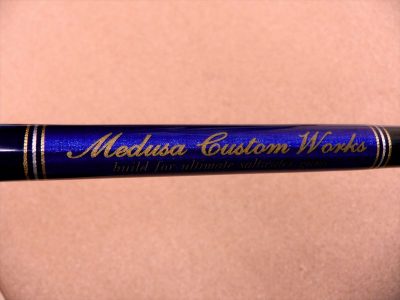 Medusa Custom Works
build for ultimate